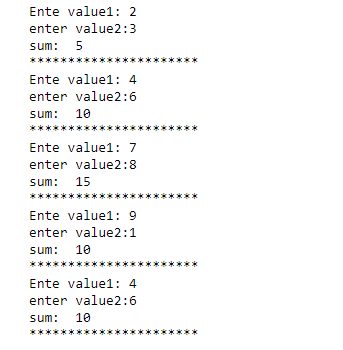 Ente value1: 2
enter value2:3
sum:  5
**********************
Ente value1: 4
enter value2:6
sum:  10
**********************
Ente value1: 7
enter value2:8
sum:  15
**********************
Ente value1: 9
enter value2:1
sum:  10
**********************
Ente value1: 4
enter value2:6
sum:  10
**********************